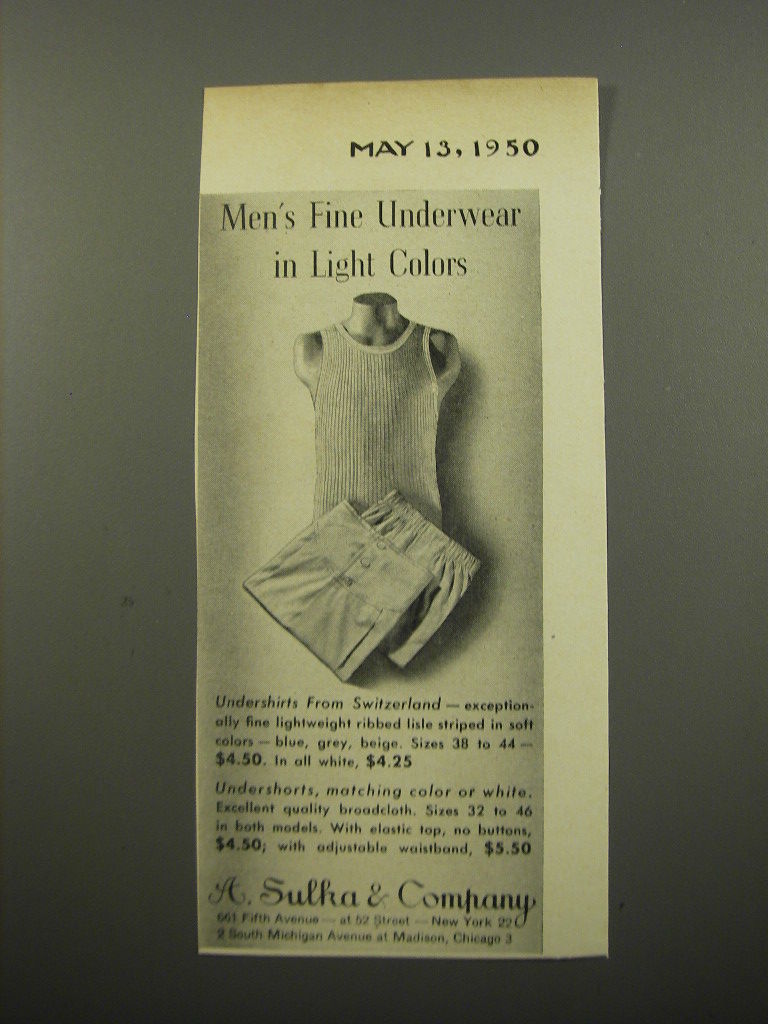 MAY 13, 1950
Men's Fine Underwear
in Light Colors
Undershirts From Switzerland — exception-
ally fine lightweight ribbed lisle striped in soft
colors — blue, grey, beige. Sizes 38 to 44 —
$4.50. In all white, $4.25
Undershorts, matching color or white.
Excellent quality broadcloth. Sizes 32 to 46
in both models. With elastic top, no buttons,
$4.50; with adjustable waistband, $5.50
A. Sulka & Company
661 Fifth Avenue — at 52 Street — New York 22
2 South Michigan Avenue at Madison, Chicago 3